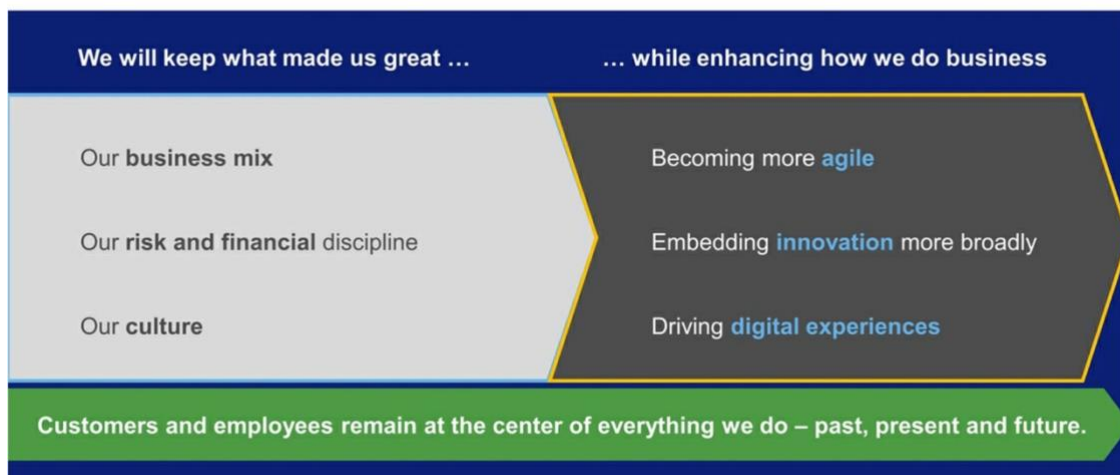 We will keep what made us great ...
... while enhancing how we do business
Our business mix
Our risk and financial discipline
Our culture
Becoming more agile
Embedding innovation more broadly
Driving digital experiences
Customers and employees remain at the center of everything we do – past, present and future.